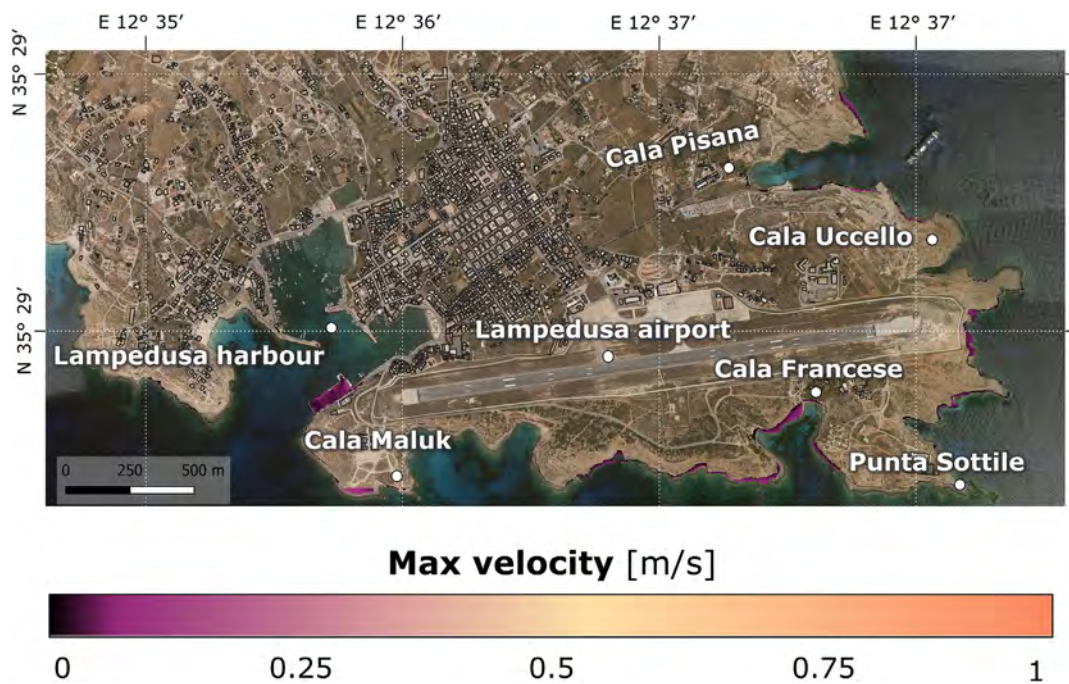 E 12° 35′ E 12° 36′ E 12° 37′ E 12° 37′
N 35° 29′
Cala Pisana
Cala Uccello
N 35° 29′
Lampedusa airport
Lampedusa harbour
Cala Francese
Cala Maluk
Punta Sottile
0 250 500 m
Max velocity [m/s]
0 0.25 0.5 0.75 1